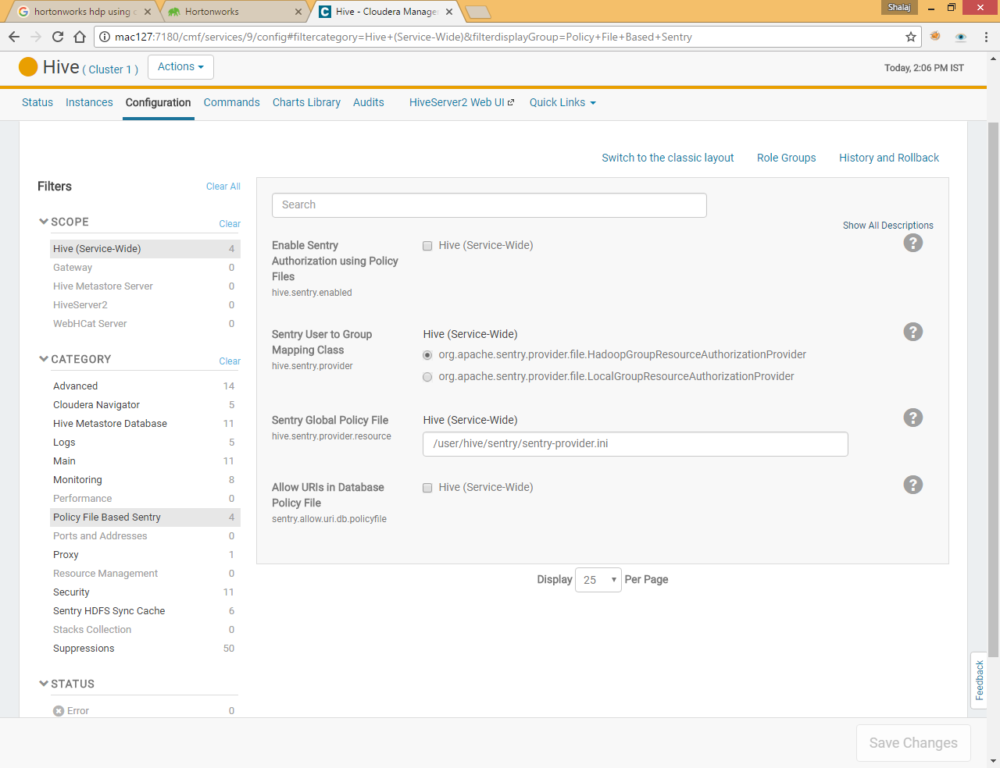 hortonworks hdp using c
Hortonworks
Hive - Cloudera Manage
Shalaj
mac127:7180/cmf/services/9/config#filtercategory=Hive+(Service-Wide)&filterdisplayGroup=Policy+File+Based+Sentry
Hive ( Cluster 1 )
Actions
Today, 2:06 PM IST
Status
Instances
Configuration
Commands
Charts Library
Audits
HiveServer2 Web UI
Quick Links
Switch to the classic layout
Role Groups
History and Rollback
Filters
Clear All
SCOPE
Clear
Hive (Service-Wide) 4
Gateway 0
Hive Metastore Server 0
HiveServer2 0
WebHCat Server 0
CATEGORY
Clear
Advanced 14
Cloudera Navigator 5
Hive Metastore Database 11
Logs 5
Main 11
Monitoring 8
Performance 0
Policy File Based Sentry 4
Ports and Addresses 0
Proxy 1
Resource Management 0
Security 11
Sentry HDFS Sync Cache 6
Stacks Collection 0
Suppressions 50
STATUS
Error 0
Search
Show All Descriptions
Enable Sentry
Authorization using Policy
Files
hive.sentry.enabled
Hive (Service-Wide)
?
Sentry User to Group
Mapping Class
hive.sentry.provider
Hive (Service-Wide)
org.apache.sentry.provider.file.HadoopGroupResourceAuthorizationProvider
org.apache.sentry.provider.file.LocalGroupResourceAuthorizationProvider
?
Sentry Global Policy File
hive.sentry.provider.resource
Hive (Service-Wide)
/user/hive/sentry/sentry-provider.ini
?
Allow URIs in Database
Policy File
sentry.allow.uri.db.policyfile
Hive (Service-Wide)
?
Display 25 Per Page
Feedback
Save Changes